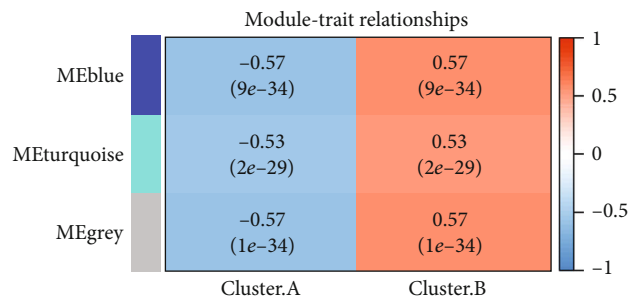 Module-trait relationships
MEblue
–0.57
(9e–34)
0.57
(9e–34)
MEturquoise
–0.53
(2e–29)
0.53
(2e–29)
MEgrey
–0.57
(1e–34)
0.57
(1e–34)
Cluster.A
Cluster.B
1
0.5
0
–0.5
–1